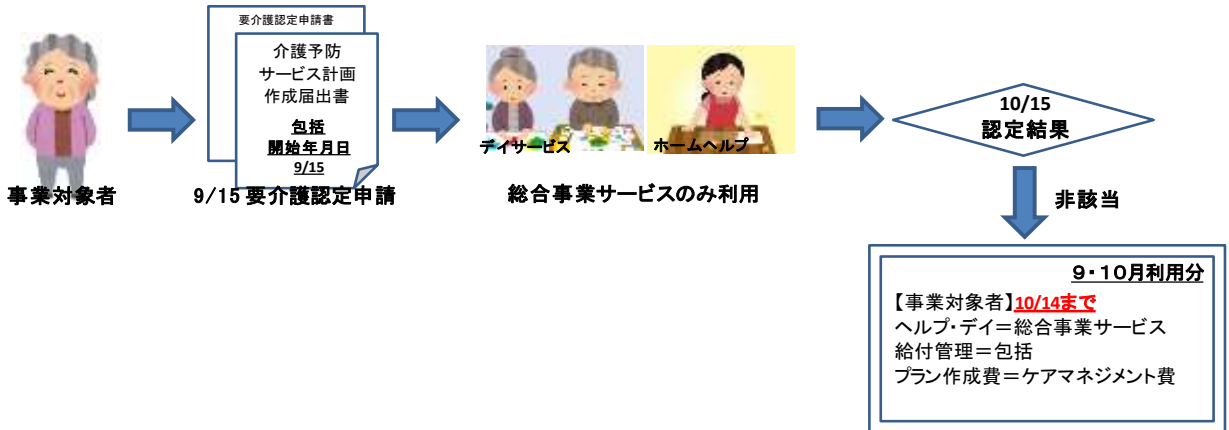 要介護認定申請書
介護予防
サービス計画
作成届出書
包括
開始年月日
9/15
デイサービス
ホームヘルプ
10/15
認定結果
事業対象者
9/15 要介護認定申請
総合事業サービスのみ利用
非該当
9・10月利用分
【事業対象者】10/14まで
ヘルプ・デイ＝総合事業サービス
給付管理＝包括
プラン作成費＝ケアマネジメント費